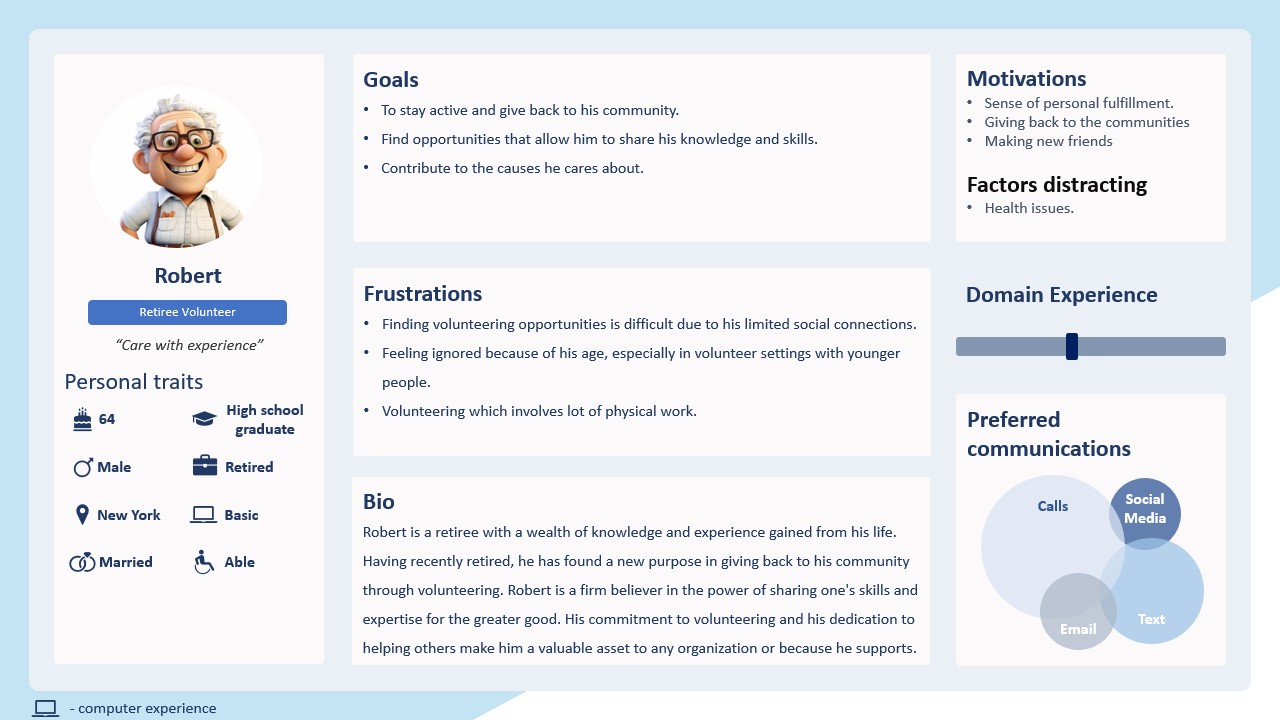 Robert
Retiree Volunteer
“Care with experience”
Personal traits
64
High school
graduate
Male
Retired
New York
Basic
Married
Able
Goals
• To stay active and give back to his community.
• Find opportunities that allow him to share his knowledge and skills.
• Contribute to the causes he cares about.
Frustrations
• Finding volunteering opportunities is difficult due to his limited social connections.
• Feeling ignored because of his age, especially in volunteer settings with younger
people.
• Volunteering which involves lot of physical work.
Bio
Robert is a retiree with a wealth of knowledge and experience gained from his life.
Having recently retired, he has found a new purpose in giving back to his community
through volunteering. Robert is a firm believer in the power of sharing one's skills and
expertise for the greater good. His commitment to volunteering and his dedication to
helping others make him a valuable asset to any organization or because he supports.
Motivations
• Sense of personal fulfillment.
• Giving back to the communities
• Making new friends
Factors distracting
• Health issues.
Domain Experience
Preferred
communications
Calls
Social
Media
Email
Text
- computer experience